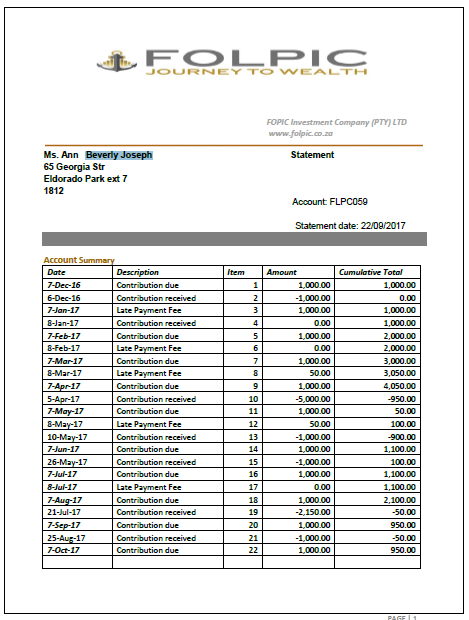 FOLPIC
JOURNEY TO WEALTH
FOPIC Investment Company (PTY) LTD
www.folpic.co.za
Ms. Ann Beverly Joseph Statement
65 Georgia Str
Eldorado Park ext 7
1812
Account: FLPC059
Statement date: 22/09/2017
Account Summary
Date Description Item Amount Cumulative Total
7-Dec-16 Contribution due 1 1,000.00 1,000.00
6-Dec-16 Contribution received 2 -1,000.00 0.00
7-Jan-17 Late Payment Fee 3 1,000.00 1,000.00
8-Jan-17 Contribution received 4 0.00 1,000.00
7-Feb-17 Contribution due 5 1,000.00 2,000.00
8-Feb-17 Late Payment Fee 6 0.00 2,000.00
7-Mar-17 Contribution due 7 1,000.00 3,000.00
8-Mar-17 Late Payment Fee 8 50.00 3,050.00
7-Apr-17 Contribution due 9 1,000.00 4,050.00
5-Apr-17 Contribution received 10 -5,000.00 -950.00
7-May-17 Contribution due 11 1,000.00 50.00
8-May-17 Late Payment Fee 12 50.00 100.00
10-May-17 Contribution received 13 -1,000.00 -900.00
7-Jun-17 Contribution due 14 1,000.00 1,100.00
26-May-17 Contribution received 15 -1,000.00 100.00
7-Jul-17 Contribution due 16 1,000.00 1,100.00
8-Jul-17 Late Payment Fee 17 0.00 1,100.00
7-Aug-17 Contribution due 18 1,000.00 2,100.00
21-Jul-17 Contribution received 19 -2,150.00 -50.00
7-Sep-17 Contribution due 20 1,000.00 950.00
25-Aug-17 Contribution received 21 -1,000.00 -50.00
7-Oct-17 Contribution due 22 1,000.00 950.00
PAGE | 1